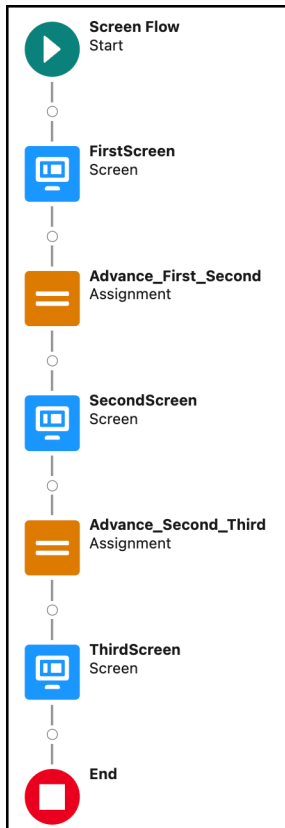 Screen Flow
Start
FirstScreen
Screen
Advance_First_Second
Assignment
SecondScreen
Screen
Advance_Second_Third
Assignment
ThirdScreen
Screen
End